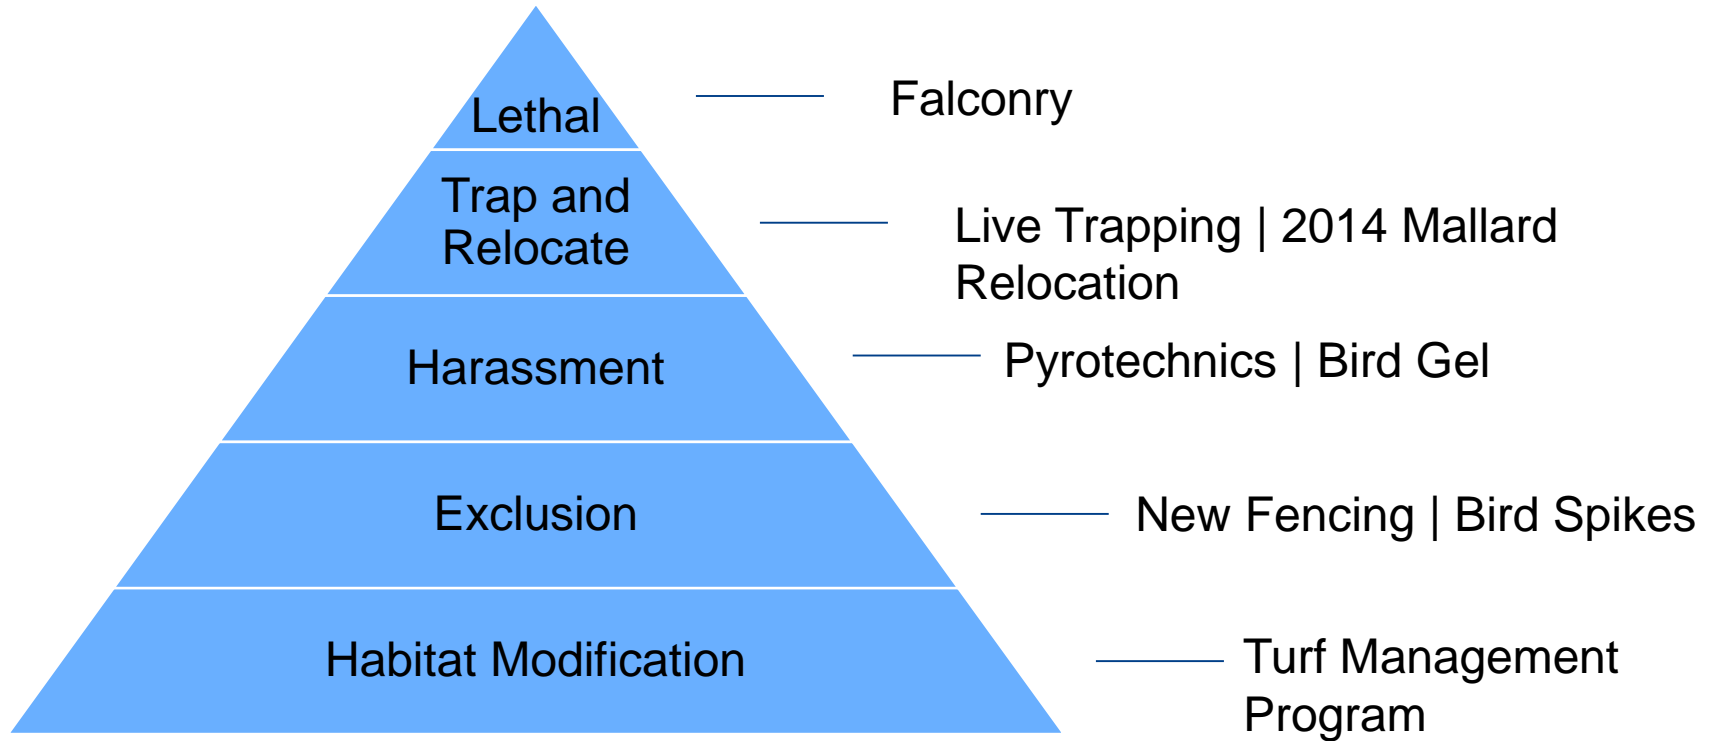 Lethal
Falconry
Trap and
Relocate
Live Trapping | 2014 Mallard
Relocation
Harassment
Pyrotechnics | Bird Gel
Exclusion
New Fencing | Bird Spikes
Habitat Modification
Turf Management
Program